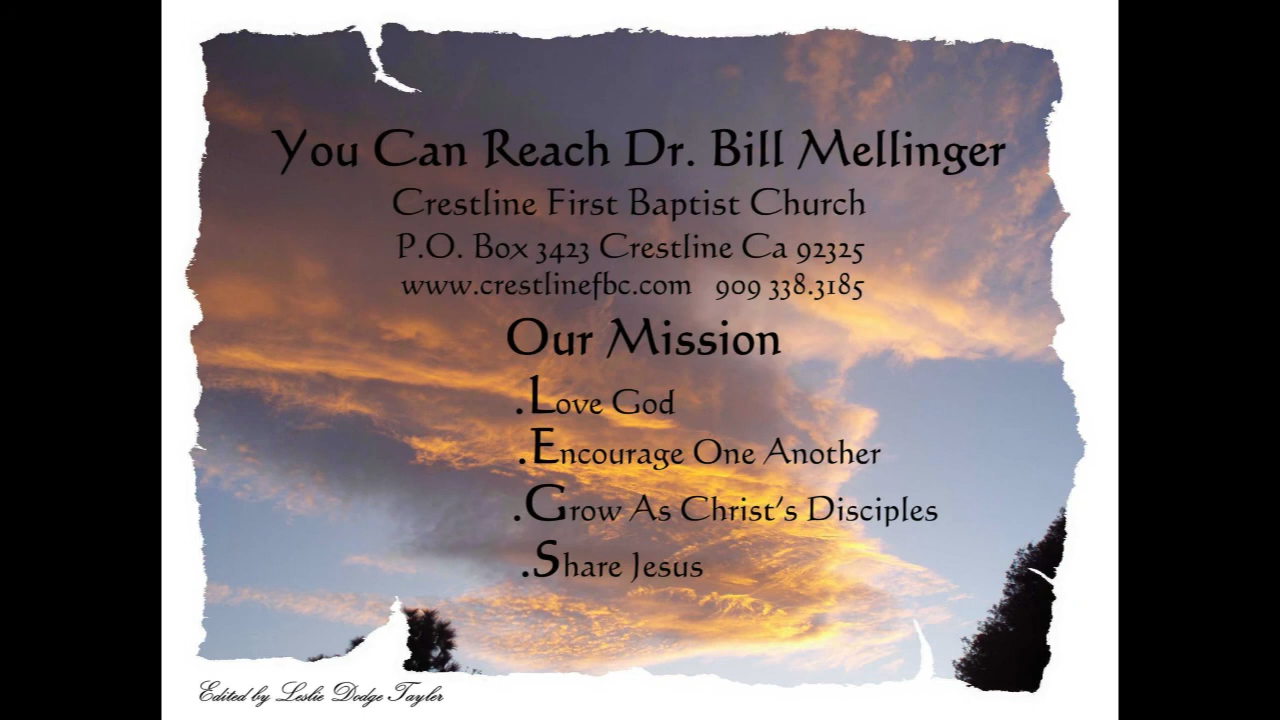 You Can Reach Dr. Bill Mellinger
Crestline First Baptist Church
P.O. Box 3423 Crestline Ca 92325
www.crestlinefbc.com 909 338.3185
Our Mission
.Love God
.Encourage One Another
.Grow As Christ's Disciples
.Share Jesus
Edited by Leslie Dodge Taylor